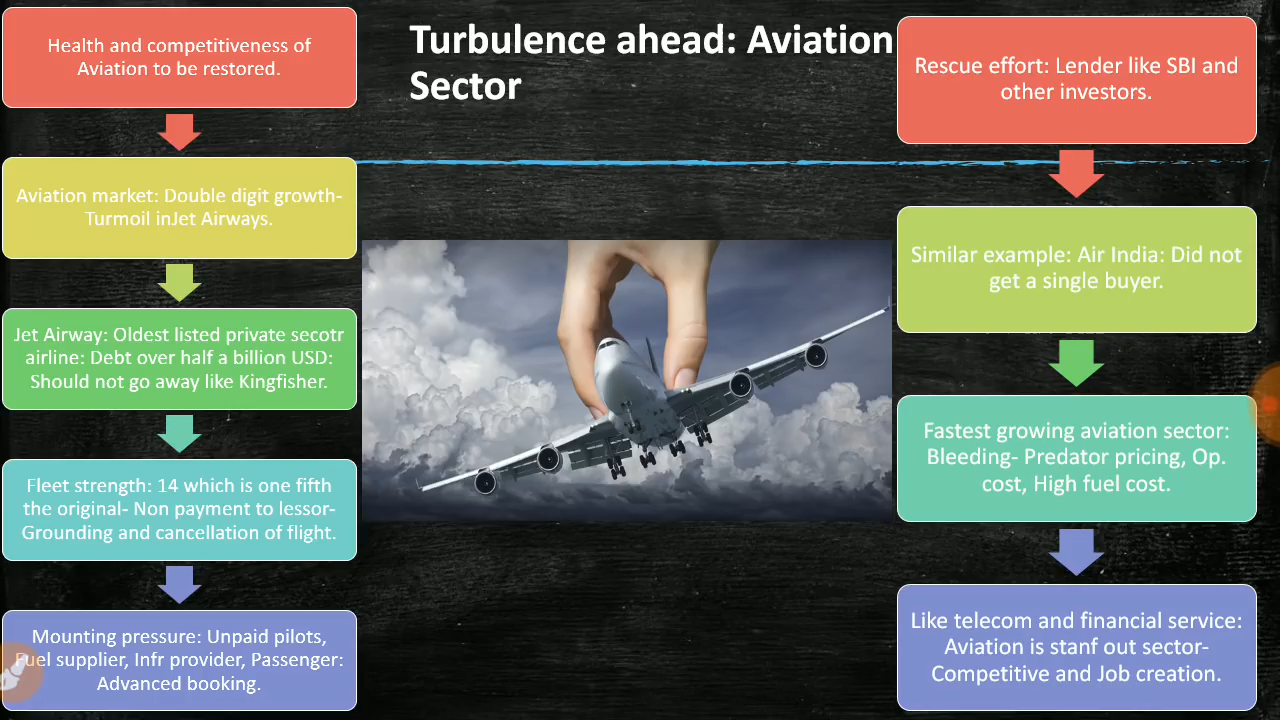 Turbulence ahead: Aviation
Sector
Health and competitiveness of
Aviation to be restored.
Aviation market: Double digit growth-
Turmoil inJet Airways.
Jet Airway: Oldest listed private secotr
airline: Debt over half a billion USD:
Should not go away like Kingfisher.
Fleet strength: 14 which is one fifth
the original- Non payment to lessor-
Grounding and cancellation of flight.
Mounting pressure: Unpaid pilots,
Fuel supplier, Infr provider, Passenger:
Advanced booking.
Rescue effort: Lender like SBI and
other investors.
Similar example: Air India: Did not
get a single buyer.
Fastest growing aviation sector:
Bleeding- Predator pricing, Op.
cost, High fuel cost.
Like telecom and financial service:
Aviation is stanf out sector-
Competitive and Job creation.